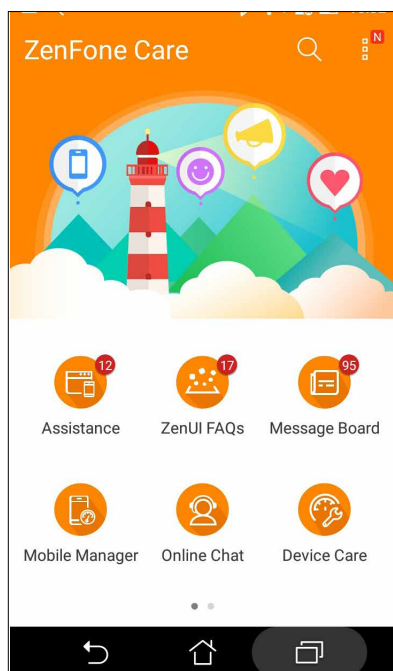 ZenFone Care
N
12
17
95
Assistance
ZenUI FAQs
Message Board
Mobile Manager
Online Chat
Device Care